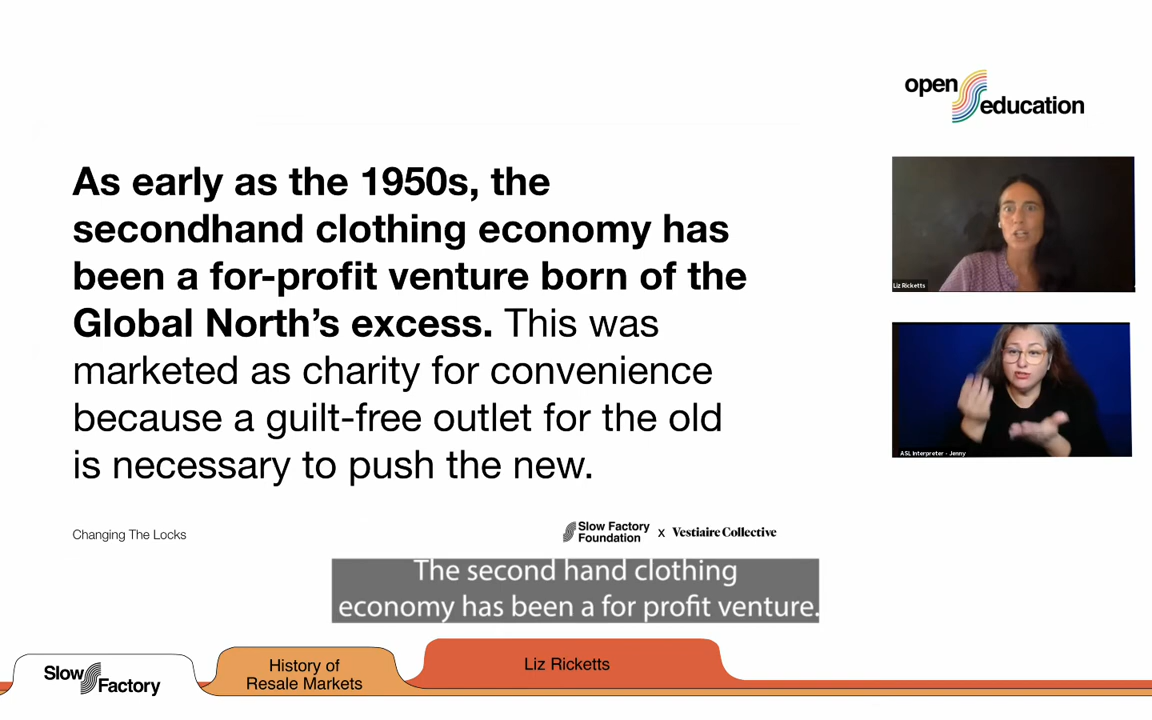 open
education
As early as the 1950s, the
secondhand clothing economy has
been a for-profit venture born of the
Global North’s excess. This was
marketed as charity for convenience
because a guilt-free outlet for the old
is necessary to push the new.
Liz Ricketts
ASL Interpreter - Jenny
Changing The Locks
Slow Factory
Foundation x Vestiaire Collective
The second hand clothing
economy has been a for profit venture.
Slow
Factory
History of
Resale Markets
Liz Ricketts